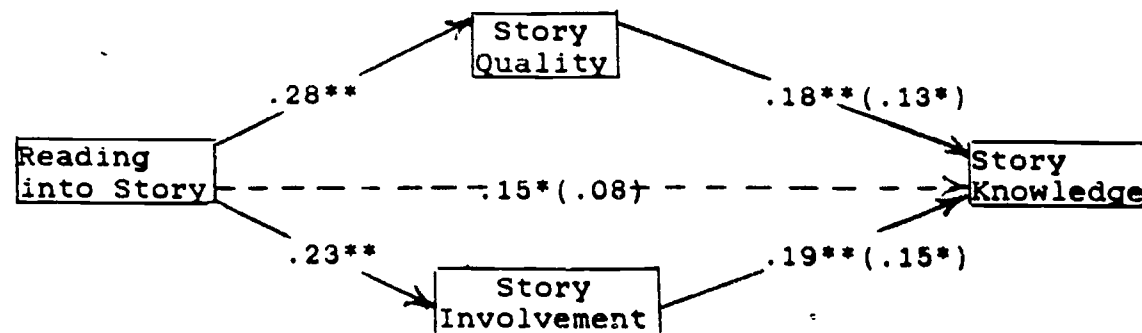 Story
Quality
.28**
.18**(.13*)
Reading
into Story
.15*(.08)
Story
Knowledge
.23**
.19**(.15*)
Story
Involvement